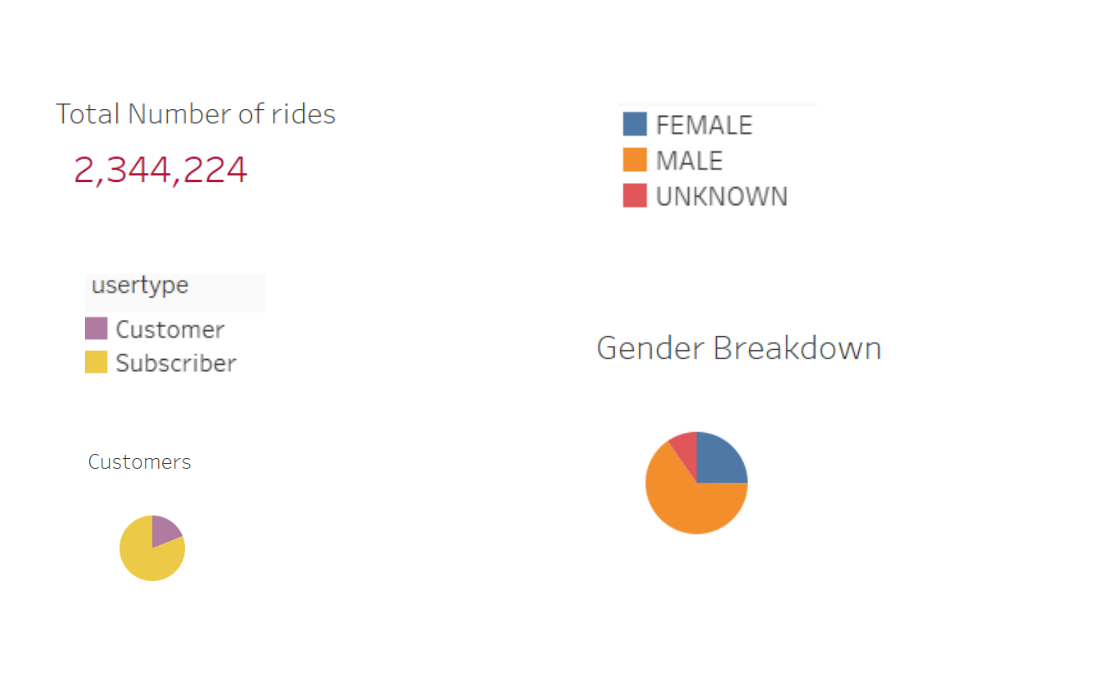 Total Number of rides
2,344,224
usertype
Customer
Subscriber
Customers
FEMALE
MALE
UNKNOWN
Gender Breakdown